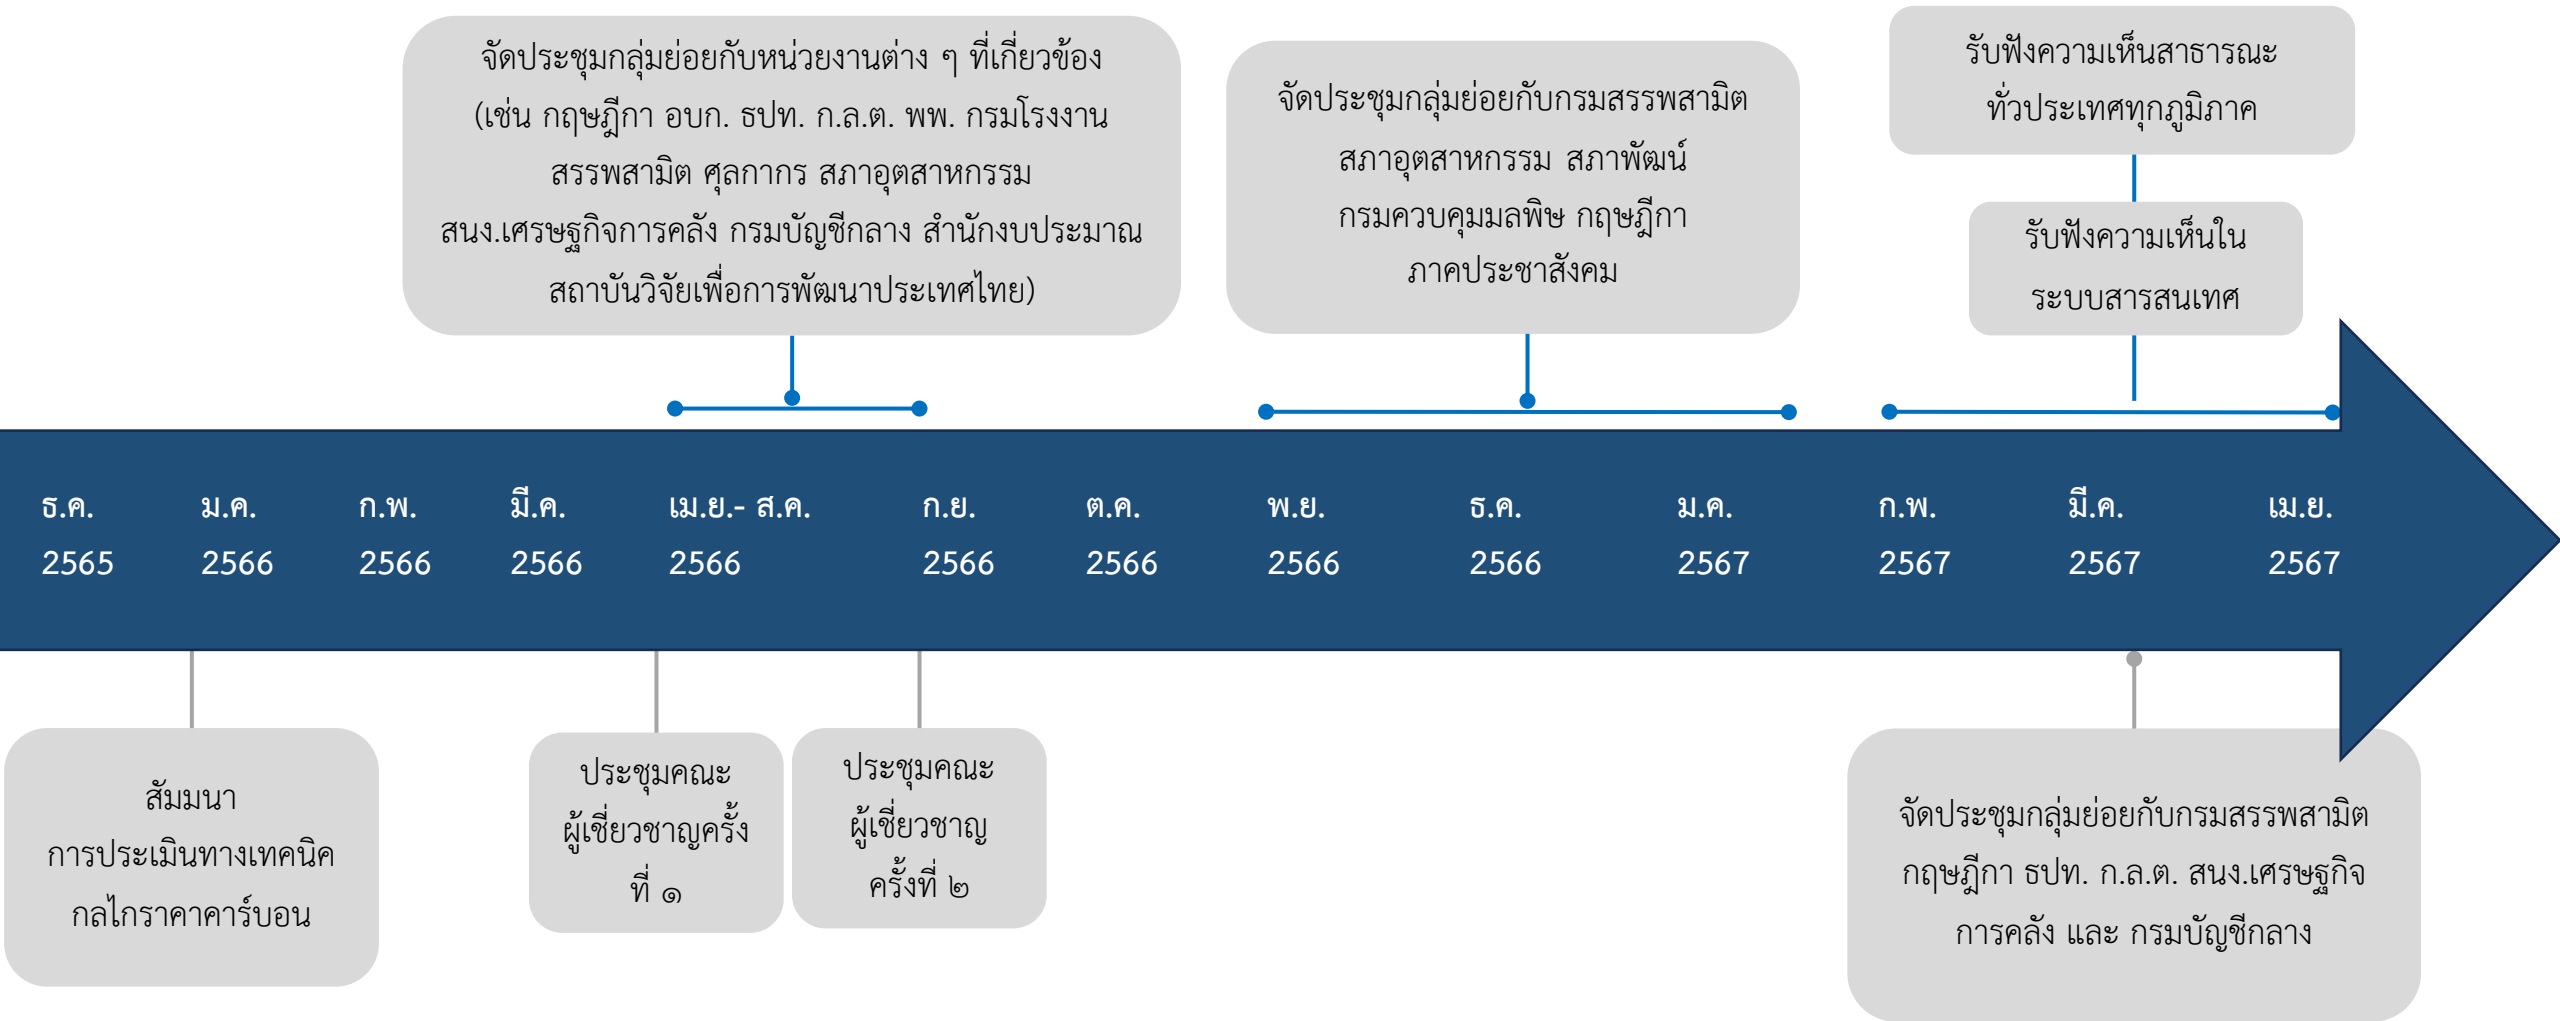 จัดประชุมกลุ่มย่อยกับหน่วยงานต่าง ๆ ที่เกี่ยวข้อง
(เช่น กฤษฎีกา อบก. ธปท. ก.ล.ต. พพ. กรมโรงงาน
สรรพสามิต ศุลกากร สภาอุตสาหกรรม
สนง.เศรษฐกิจการคลัง กรมบัญชีกลาง สำนักงบประมาณ
สถาบันวิจัยเพื่อการพัฒนาประเทศไทย)
จัดประชุมกลุ่มย่อยกับกรมสรรพสามิต
สภาอุตสาหกรรม สภาพัฒน์
กรมควบคุมมลพิษ กฤษฎีกา
ภาคประชาสังคม
รับฟังความเห็นสาธารณะ
ทั่วประเทศทุกภูมิภาค
รับฟังความเห็นใน
ระบบสารสนเทศ
ธ.ค.
2565
ม.ค.
2566
ก.พ.
2566
มี.ค.
2566
เม.ย.- ส.ค.
2566
ก.ย.
2566
ต.ค.
2566
พ.ย.
2566
ธ.ค.
2566
ม.ค.
2567
ก.พ.
2567
มี.ค.
2567
เม.ย.
2567
สัมมนา
การประเมินทางเทคนิค
กลไกราคาคาร์บอน
ประชุมคณะ
ผู้เชี่ยวชาญครั้ง
ที่ ๑
ประชุมคณะ
ผู้เชี่ยวชาญ
ครั้งที่ ๒
จัดประชุมกลุ่มย่อยกับกรมสรรพสามิต
กฤษฎีกา ธปท. ก.ล.ต. สนง.เศรษฐกิจ
การคลัง และ กรมบัญชีกลาง